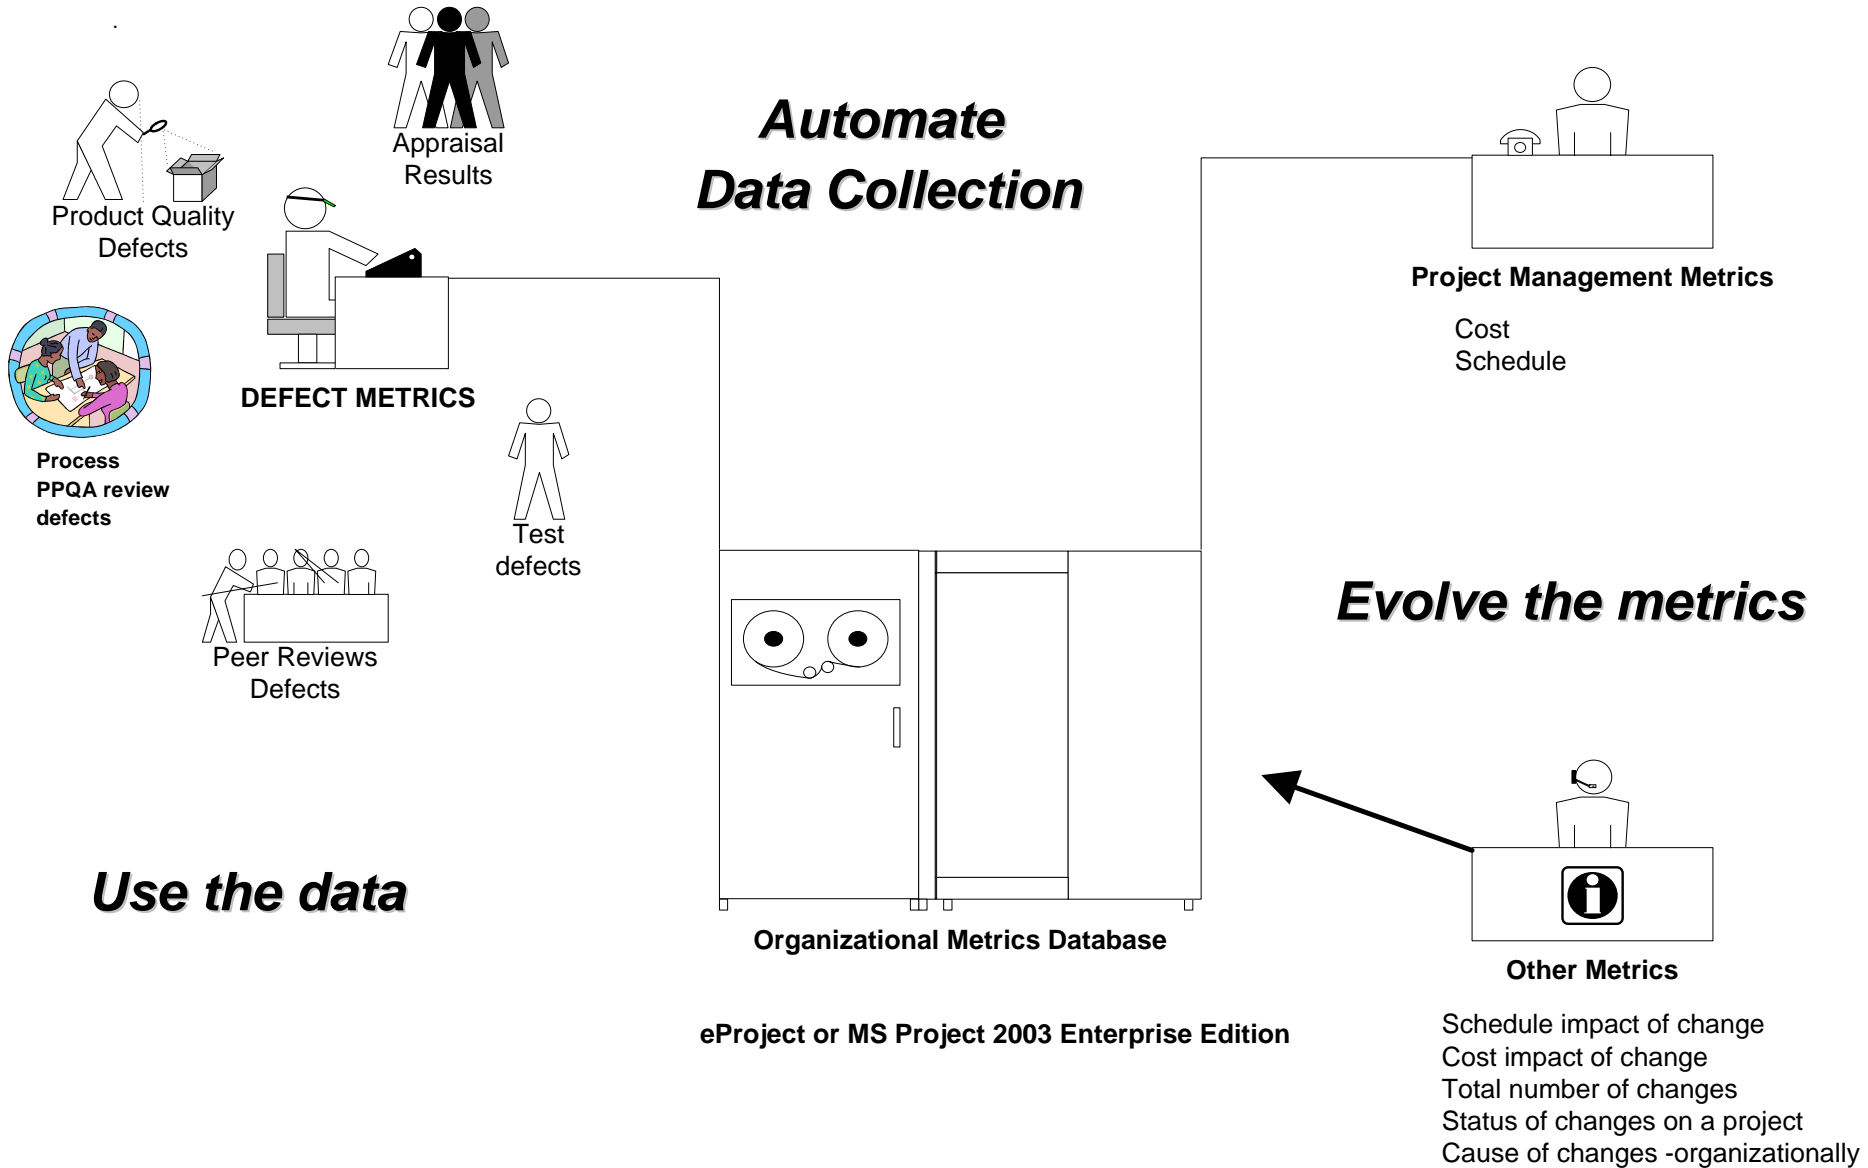 .
Appraisal
Results
Automate
Data Collection
Product Quality
Defects
Project Management Metrics
Cost
Schedule
DEFECT METRICS
Process
PPQA review
defects
Test
defects
Peer Reviews
Defects
Evolve the metrics
Use the data
Organizational Metrics Database
eProject or MS Project 2003 Enterprise Edition
i
Other Metrics
Schedule impact of change
Cost impact of change
Total number of changes
Status of changes on a project
Cause of changes -organizationally